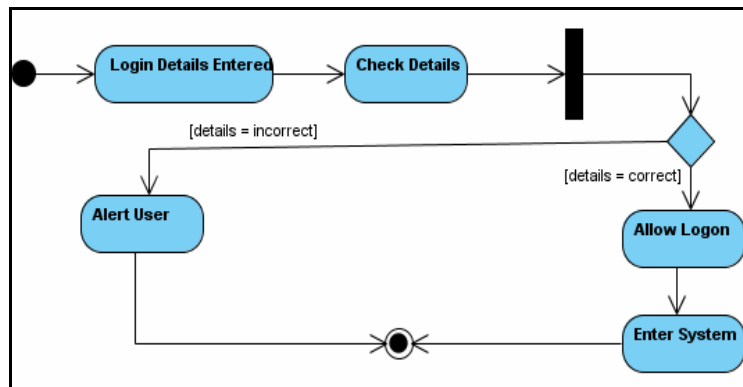 Login Details Entered
Check Details
[details = incorrect]
[details = correct]
Alert User
Allow Logon
Enter System